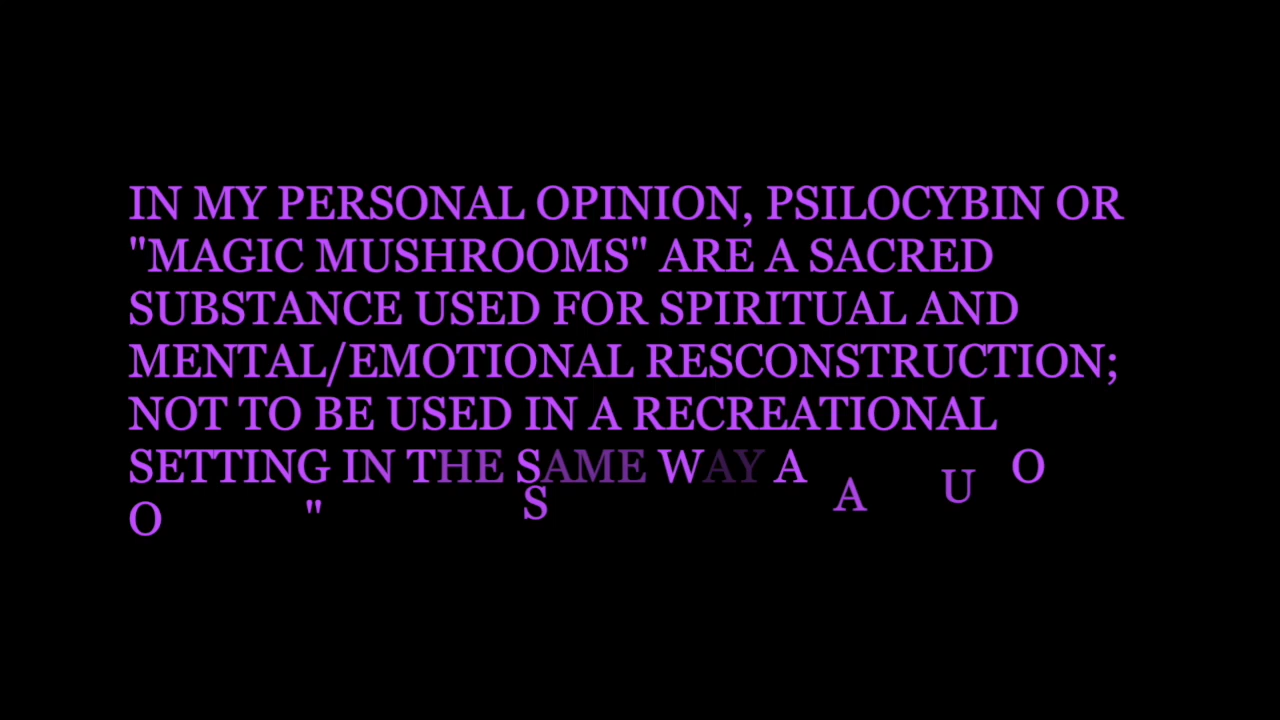 IN MY PERSONAL OPINION, PSILOCYBIN OR
"MAGIC MUSHROOMS" ARE A SACRED
SUBSTANCE USED FOR SPIRITUAL AND
MENTAL/EMOTIONAL RESCONSTRUCTION;
NOT TO BE USED IN A RECREATIONAL
SETTING IN THE SAME WAY A A U O
O " S